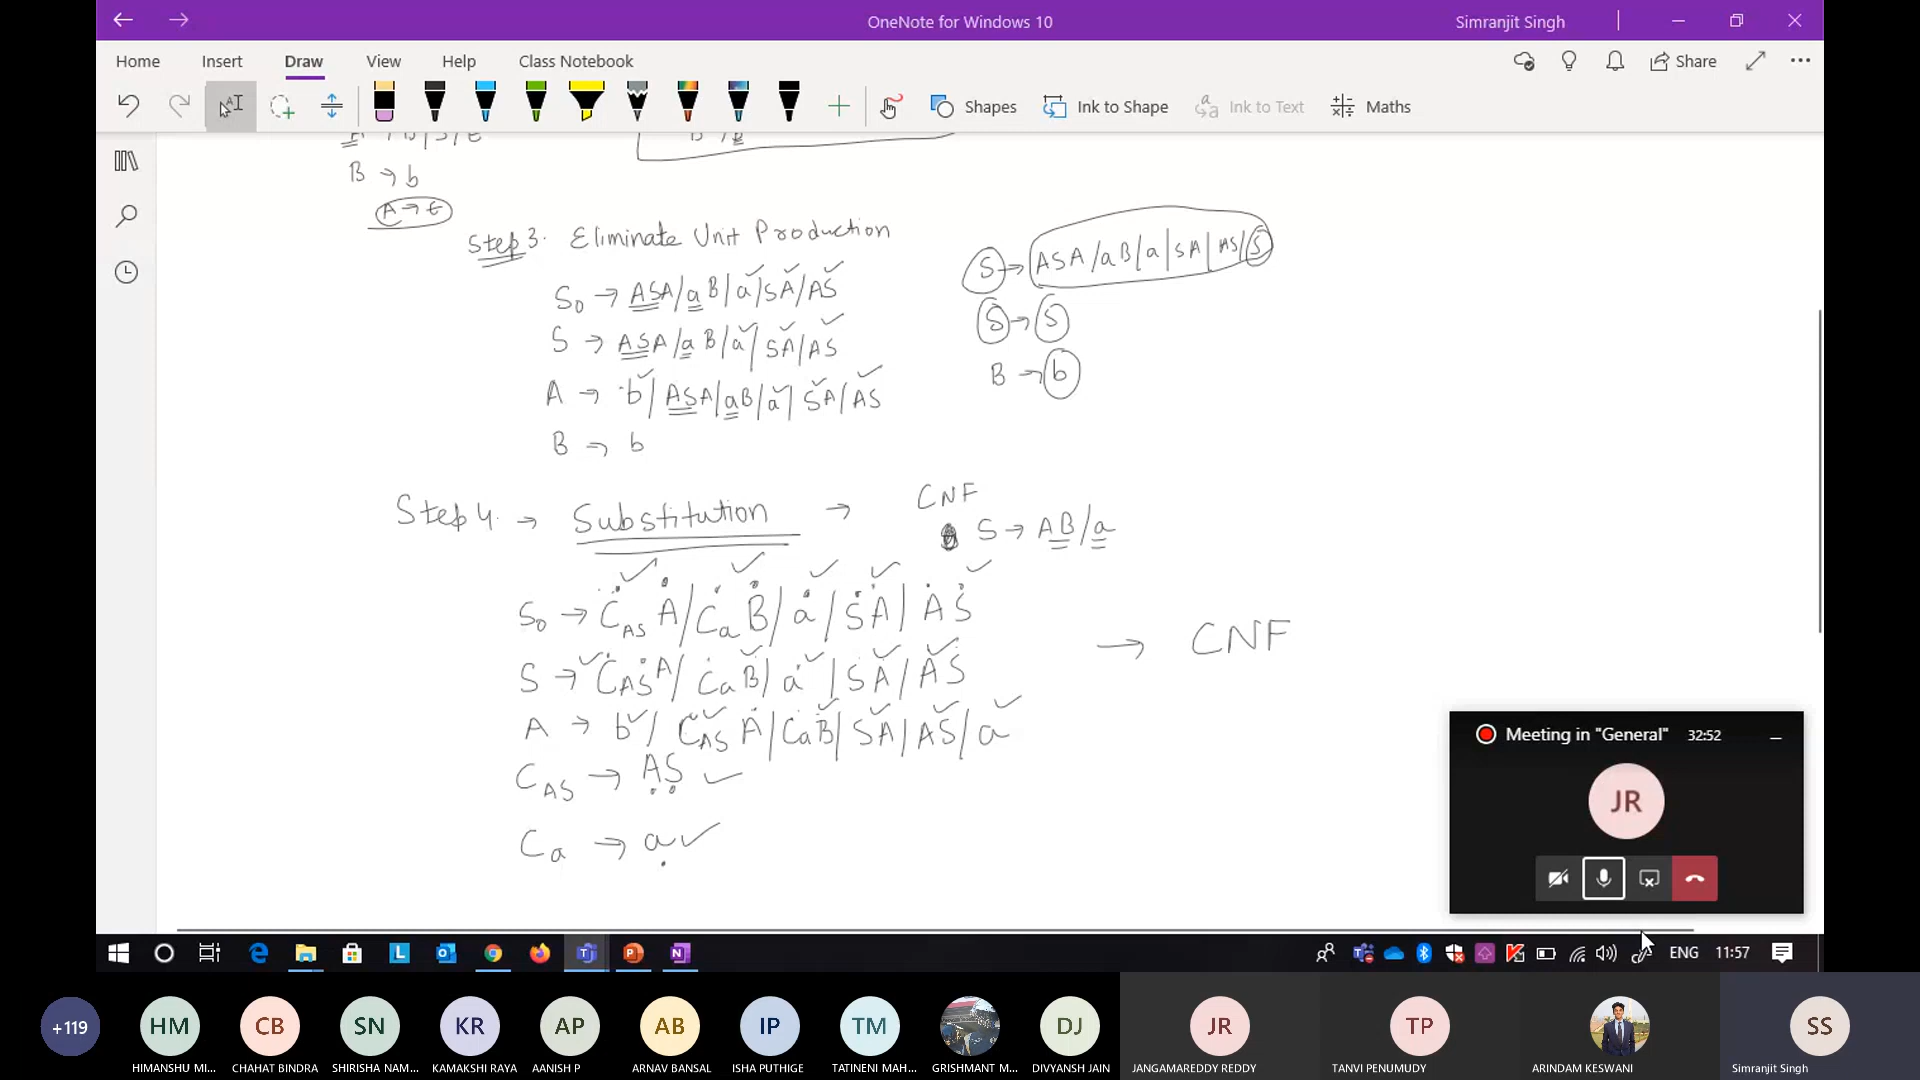 OneNote for Windows 10
Simranjit Singh
Home Insert Draw View Help Class Notebook Share
Shapes Ink to Shape Ink to Text Maths
B → b
A → ε
Step 3. Eliminate Unit Production
S0 → ASA/aB/a/SA/AS
S → ASA/aB/a/SA/AS
A → b/ASA/aB/a/SA/AS
B → b
S → ASA/aB/a/SA/AS/S
S → S
B → b
Step 4. → Substitution → CNF
S → AB/a
S0 → CAS A/Ca B/a/SA/AS
S → CAS A/Ca B/a/SA/AS
A → b/CAS A/Ca B/SA/AS/a
CAS → AS
Ca → a
→ CNF
Meeting in "General" 32:52
JR
ENG 11:57
+119 HM CB SN KR AP AB IP TM DJ JR TP SS
HIMANSHU MI... CHAHAT BINDRA SHIRISHA NAM... KAMAKSHI RAYA AANISH P ARNAV BANSAL ISHA PUTHIGE TATINENI MAH... GRISHMANT M... DIVYANSH JAIN JANGAMAREDDY REDDY TANVI PENUMUDY ARINDAM KESWANI Simranjit Singh